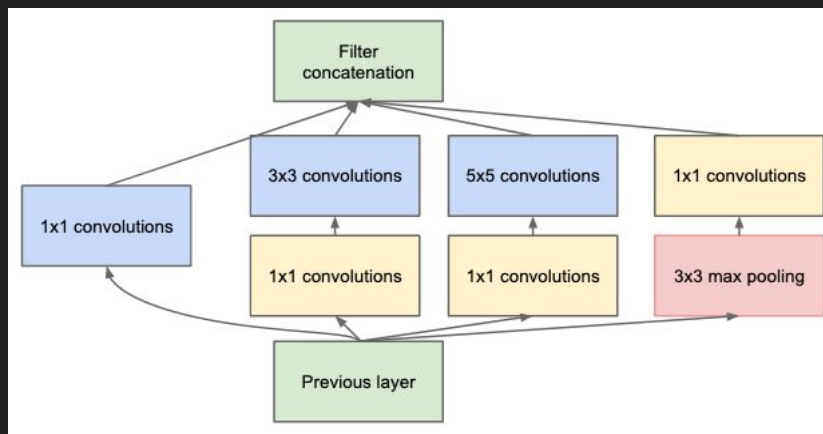 Filter
concatenation
3x3 convolutions
5x5 convolutions
1x1 convolutions
1x1 convolutions
1x1 convolutions
1x1 convolutions
3x3 max pooling
Previous layer